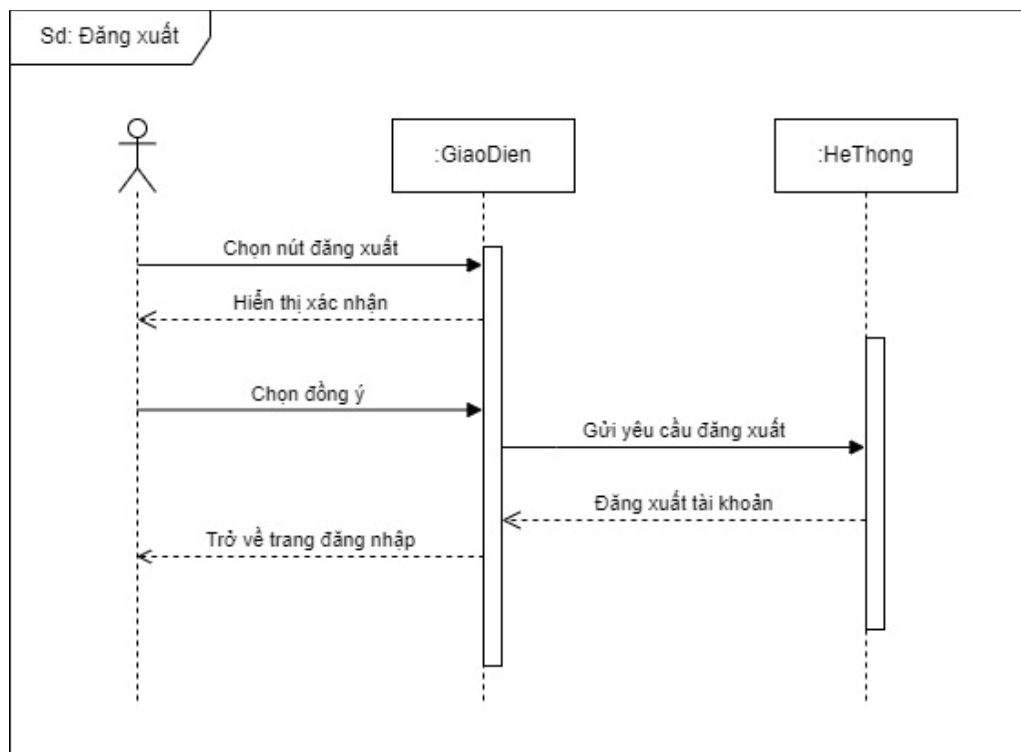 Sd: Đăng xuất
:GiaoDien
:HeThong
Chọn nút đăng xuất
Hiển thị xác nhận
Chọn đồng ý
Gửi yêu cầu đăng xuất
Đăng xuất tài khoản
Trở về trang đăng nhập